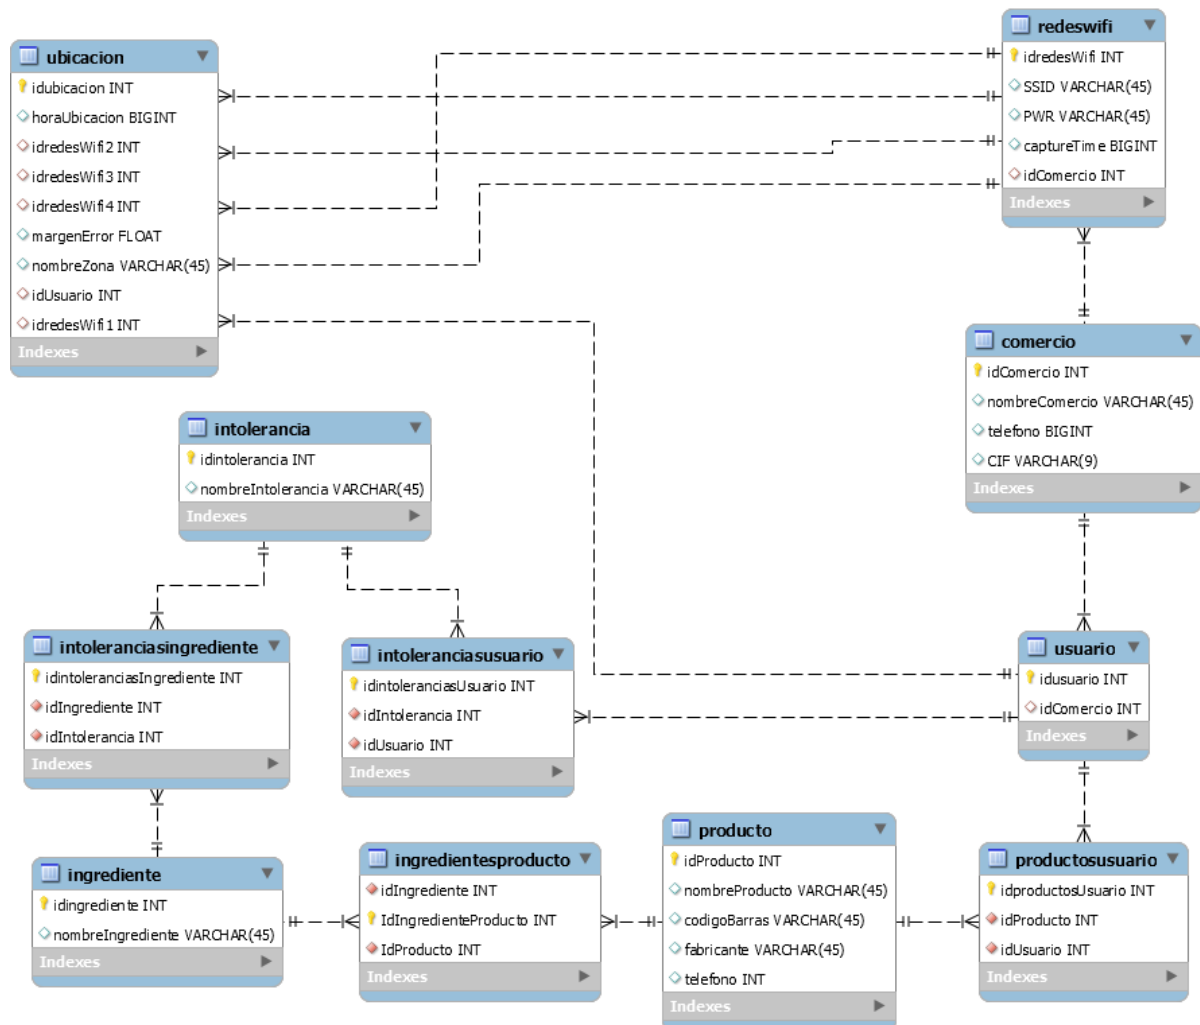 ubicacion
idubicacion INT
horaUbicacion BIGINT
idredesWifi2 INT
idredesWifi3 INT
idredesWifi4 INT
margenError FLOAT
nombreZona VARCHAR(45)
idUsuario INT
idredesWifi1 INT
Indexes
redeswifi
idredesWifi INT
SSID VARCHAR(45)
PWR VARCHAR(45)
captureTime BIGINT
idComercio INT
Indexes
comercio
idComercio INT
nombreComercio VARCHAR(45)
telefono BIGINT
CIF VARCHAR(9)
Indexes
intolerancia
idintolerancia INT
nombreIntolerancia VARCHAR(45)
Indexes
intoleranciasingrediente
idintoleranciasIngrediente INT
idIngrediente INT
idIntolerancia INT
Indexes
intoleranciasusuario
idintoleranciasUsuario INT
idIntolerancia INT
idUsuario INT
Indexes
usuario
idusuario INT
idComercio INT
Indexes
ingrediente
idingrediente INT
nombreIngrediente VARCHAR(45)
Indexes
ingredientesproducto
idIngrediente INT
IdIngredienteProducto INT
IdProducto INT
Indexes
producto
idProducto INT
nombreProducto VARCHAR(45)
codigoBarras VARCHAR(45)
fabricante VARCHAR(45)
telefono INT
Indexes
productosusuario
idproductosUsuario INT
idProducto INT
idUsuario INT
Indexes